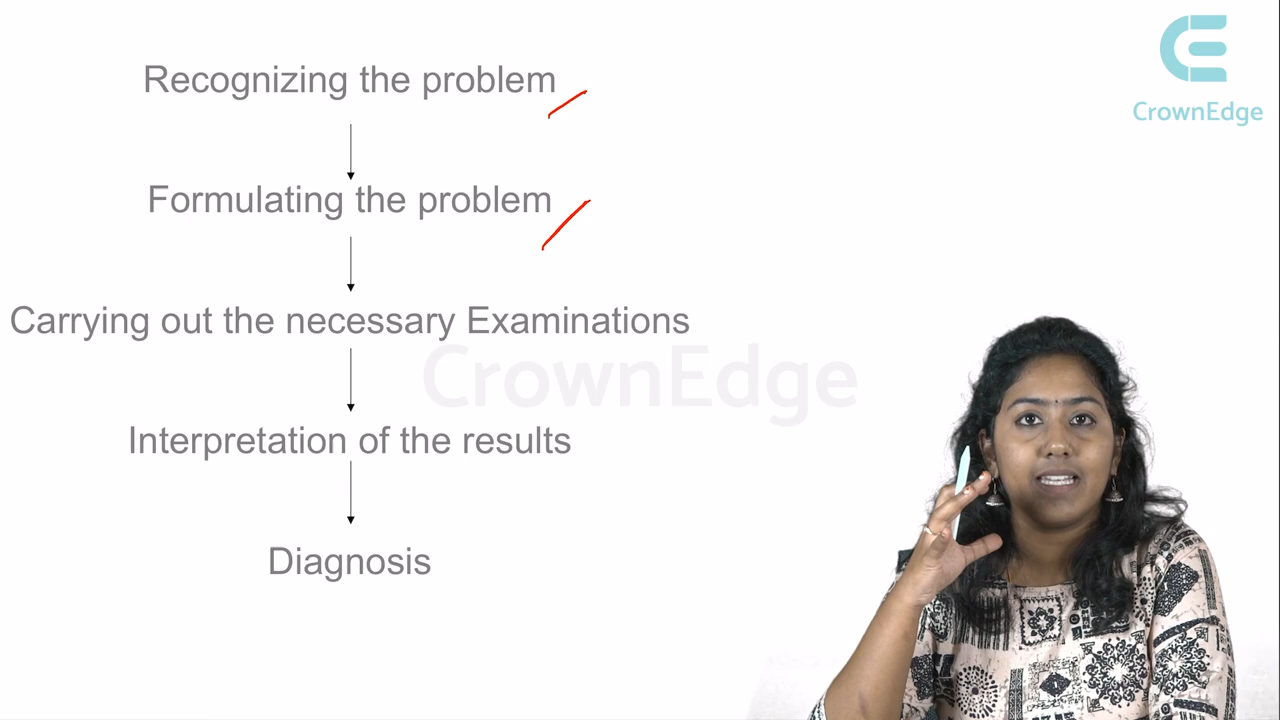 Recognizing the problem
CrownEdge
Formulating the problem
Carrying out the necessary Examinations
CrownEdge
Interpretation of the results
Diagnosis